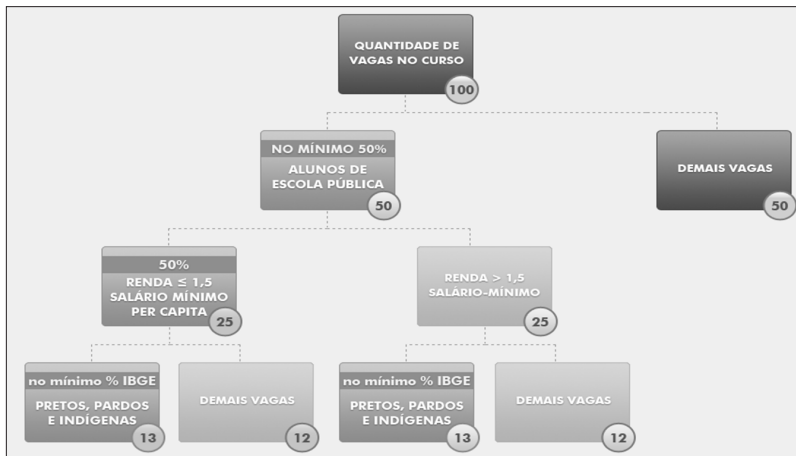 QUANTIDADE DE
VAGAS NO CURSO
100
NO MÍNIMO 50%
ALUNOS DE
ESCOLA PÚBLICA
50
DEMAIS VAGAS
50
50%
RENDA ≤ 1,5
SALÁRIO MÍNIMO
PER CAPITA
25
RENDA > 1,5
SALÁRIO-MÍNIMO
25
no mínimo % IBGE
PRETOS, PARDOS
E INDÍGENAS
13
DEMAIS VAGAS
12
no mínimo % IBGE
PRETOS, PARDOS
E INDÍGENAS
13
DEMAIS VAGAS
12